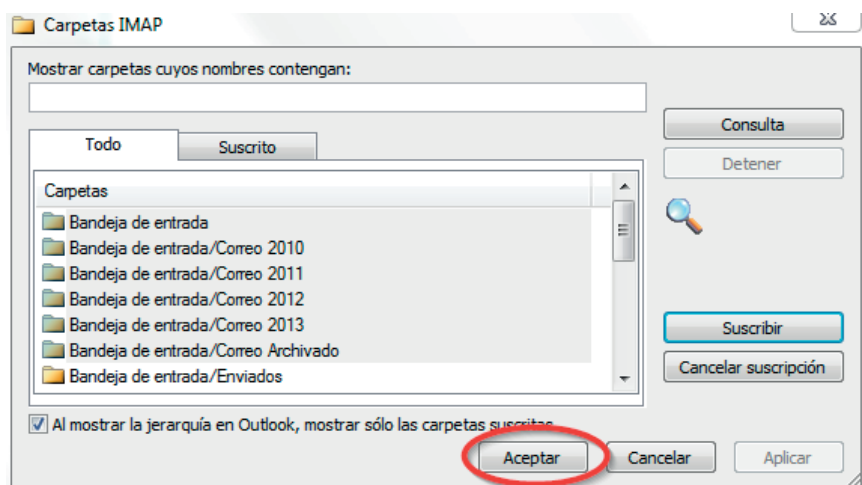 Carpetas IMAP
Mostrar carpetas cuyos nombres contengan:
Consulta
Todo
Suscrito
Detener
Carpetas
Bandeja de entrada
Bandeja de entrada/Correo 2010
Bandeja de entrada/Correo 2011
Bandeja de entrada/Correo 2012
Bandeja de entrada/Correo 2013
Bandeja de entrada/Correo Archivado
Bandeja de entrada/Enviados
Suscribir
Cancelar suscripción
Al mostrar la jerarquía en Outlook, mostrar sólo las carpetas suscritas
Aceptar
Cancelar
Aplicar